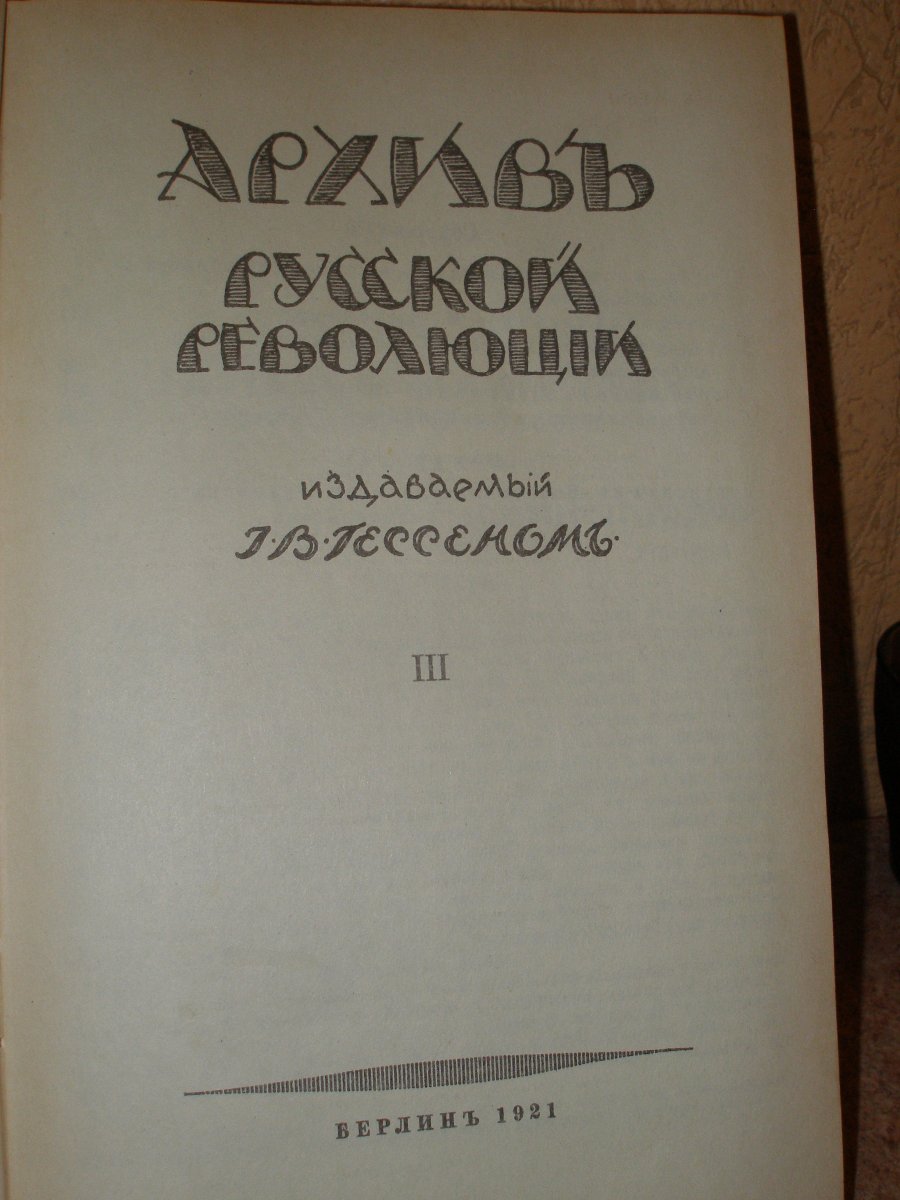 АРХИВЪ
РУССКОЙ
РЕВОЛЮЦІИ
издаваемый
І·В·ГЕССЕНОМЪ·
III
БЕРЛИНЪ 1921